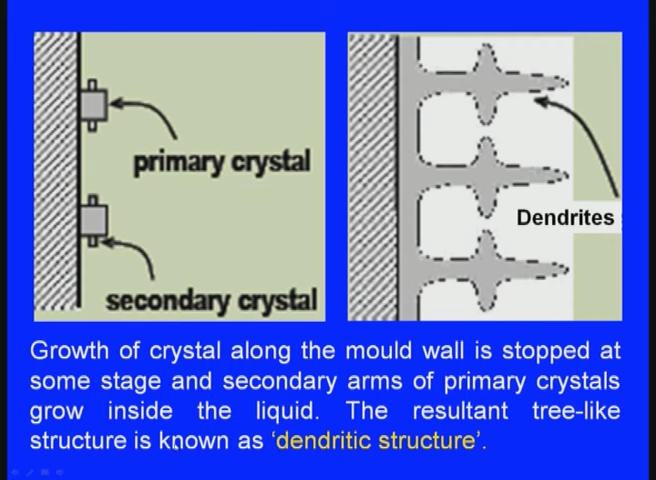 primary crystal
secondary crystal
Dendrites
Growth of crystal along the mould wall is stopped at
some stage and secondary arms of primary crystals
grow inside the liquid. The resultant tree-like
structure is known as ‘dendritic structure’.